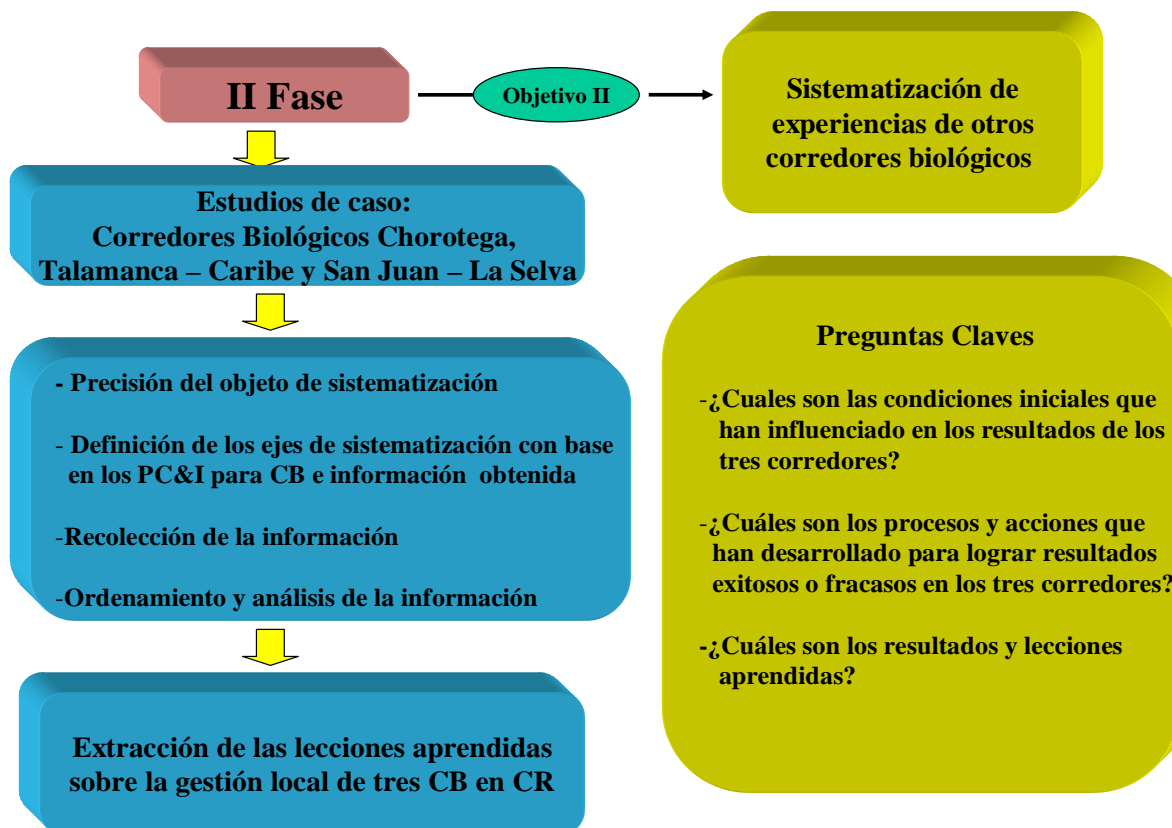 II Fase
Objetivo II
Sistematización de
experiencias de otros
corredores biológicos
Estudios de caso:
Corredores Biológicos Chorotega,
Talamanca – Caribe y San Juan – La Selva
- Precisión del objeto de sistematización
- Definición de los ejes de sistematización con base
en los PC&I para CB e información obtenida
-Recolección de la información
-Ordenamiento y análisis de la información
Extracción de las lecciones aprendidas
sobre la gestión local de tres CB en CR
Preguntas Claves
-¿Cuales son las condiciones iniciales que
han influenciado en los resultados de los
tres corredores?
-¿Cuáles son los procesos y acciones que
han desarrollado para lograr resultados
exitosos o fracasos en los tres corredores?
-¿Cuáles son los resultados y lecciones
aprendidas?